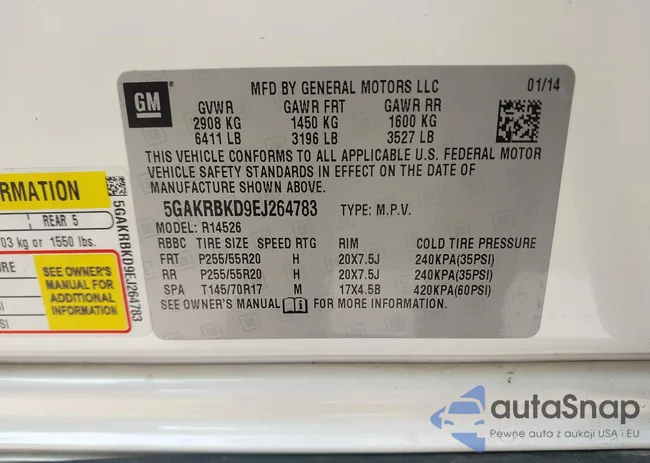 GM
MFD BY GENERAL MOTORS LLC 01/14
GVWR GAWR FRT GAWR RR
2908 KG 1450 KG 1600 KG
6411 LB 3196 LB 3527 LB
THIS VEHICLE CONFORMS TO ALL APPLICABLE U.S. FEDERAL MOTOR
VEHICLE SAFETY STANDARDS IN EFFECT ON THE DATE OF
MANUFACTURE SHOWN ABOVE.
5GAKRBKD9EJ264783 TYPE: M.P.V.
MODEL: R14526
RBBC TIRE SIZE SPEED RTG RIM COLD TIRE PRESSURE
FRT P255/55R20 H 20X7.5J 240KPA(35PSI)
RR P255/55R20 H 20X7.5J 240KPA(35PSI)
SPA T145/70R17 M 17X4.5B 420KPA(60PSI)
SEE OWNER'S MANUAL FOR MORE INFORMATION
REAR 5
03 kg or 1550 lbs.
SEE OWNER'S
MANUAL FOR
ADDITIONAL
INFORMATION
5GAKRBKD9EJ264783
autoSnap
Pewne auta z aukcji USA i EU